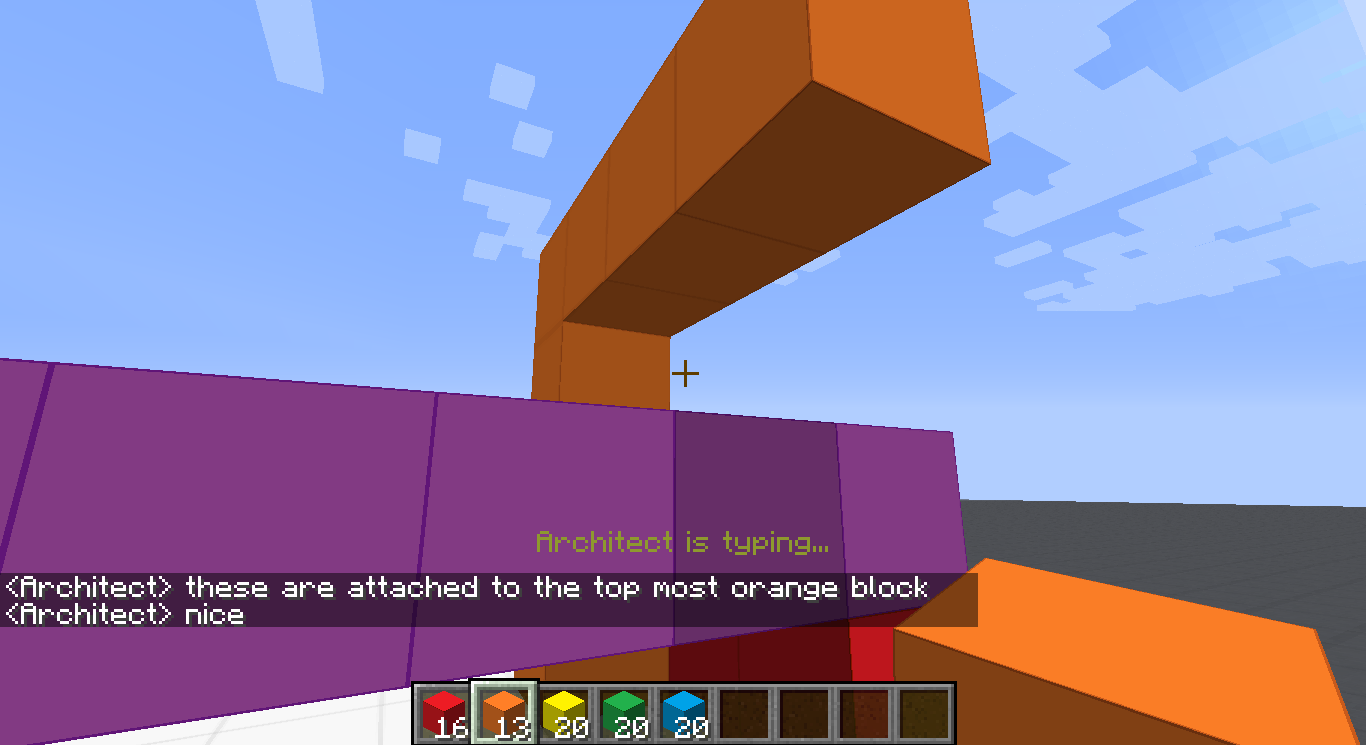 Architect is typing...
<Architect> these are attached to the top most orange block
<Architect> nice
16 13 20 20 20